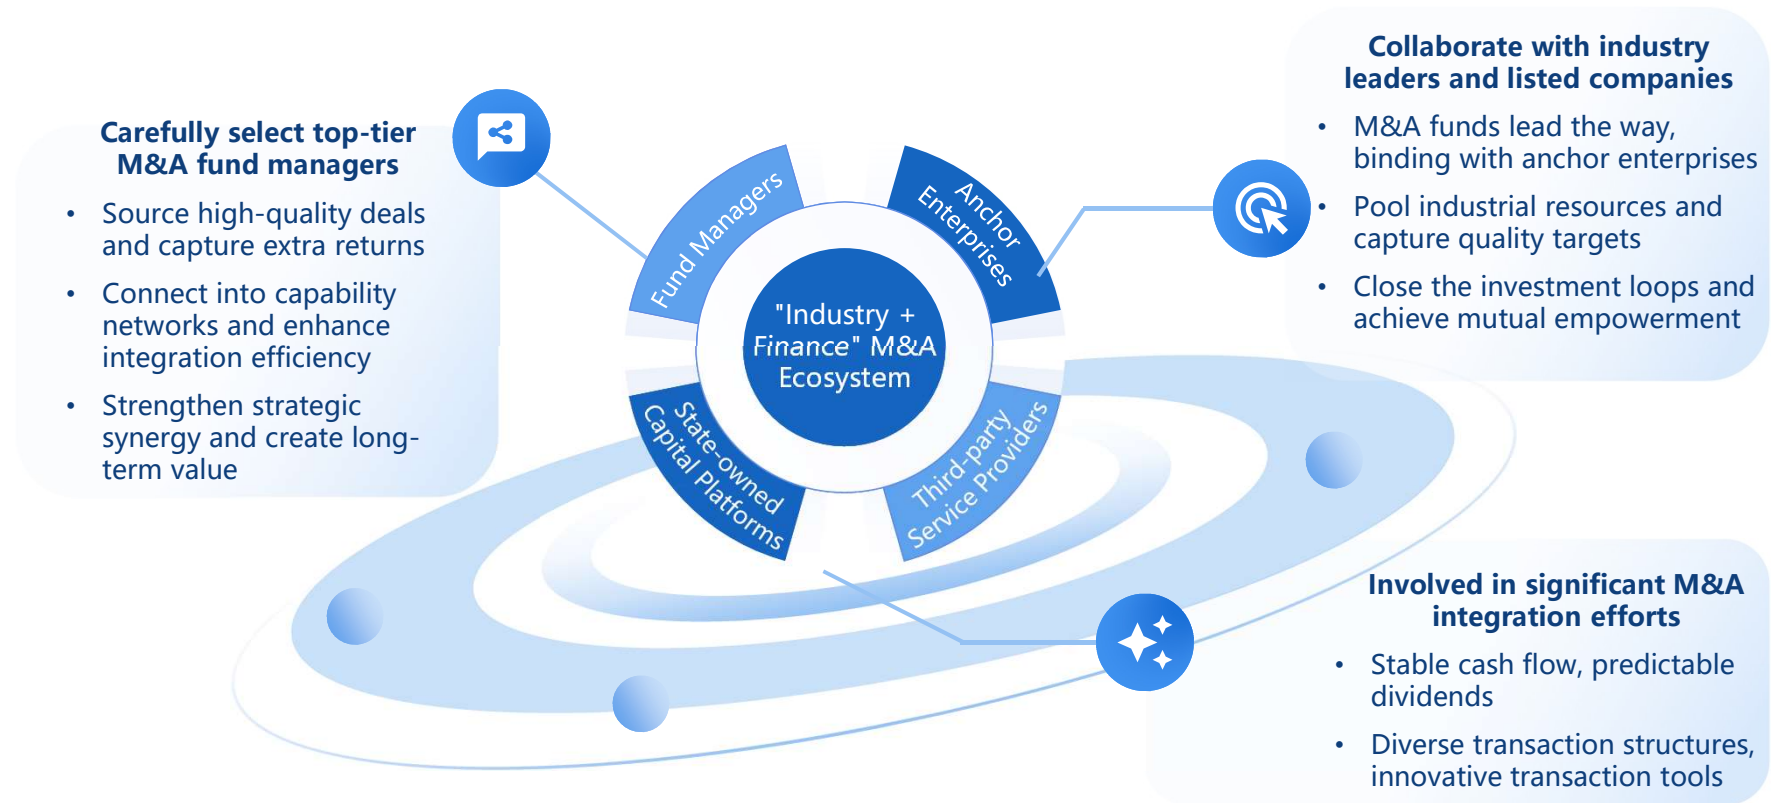 Carefully select top-tier
M&A fund managers
• Source high-quality deals
and capture extra returns
• Connect into capability
networks and enhance
integration efficiency
• Strengthen strategic
synergy and create long-
term value
Fund Managers
Anchor
Enterprises
"Industry +
Finance" M&A
Ecosystem
State-owned
Capital Platforms
Third-party
Service Providers
Collaborate with industry
leaders and listed companies
• M&A funds lead the way,
binding with anchor enterprises
• Pool industrial resources and
capture quality targets
• Close the investment loops and
achieve mutual empowerment
Involved in significant M&A
integration efforts
• Stable cash flow, predictable
dividends
• Diverse transaction structures,
innovative transaction tools